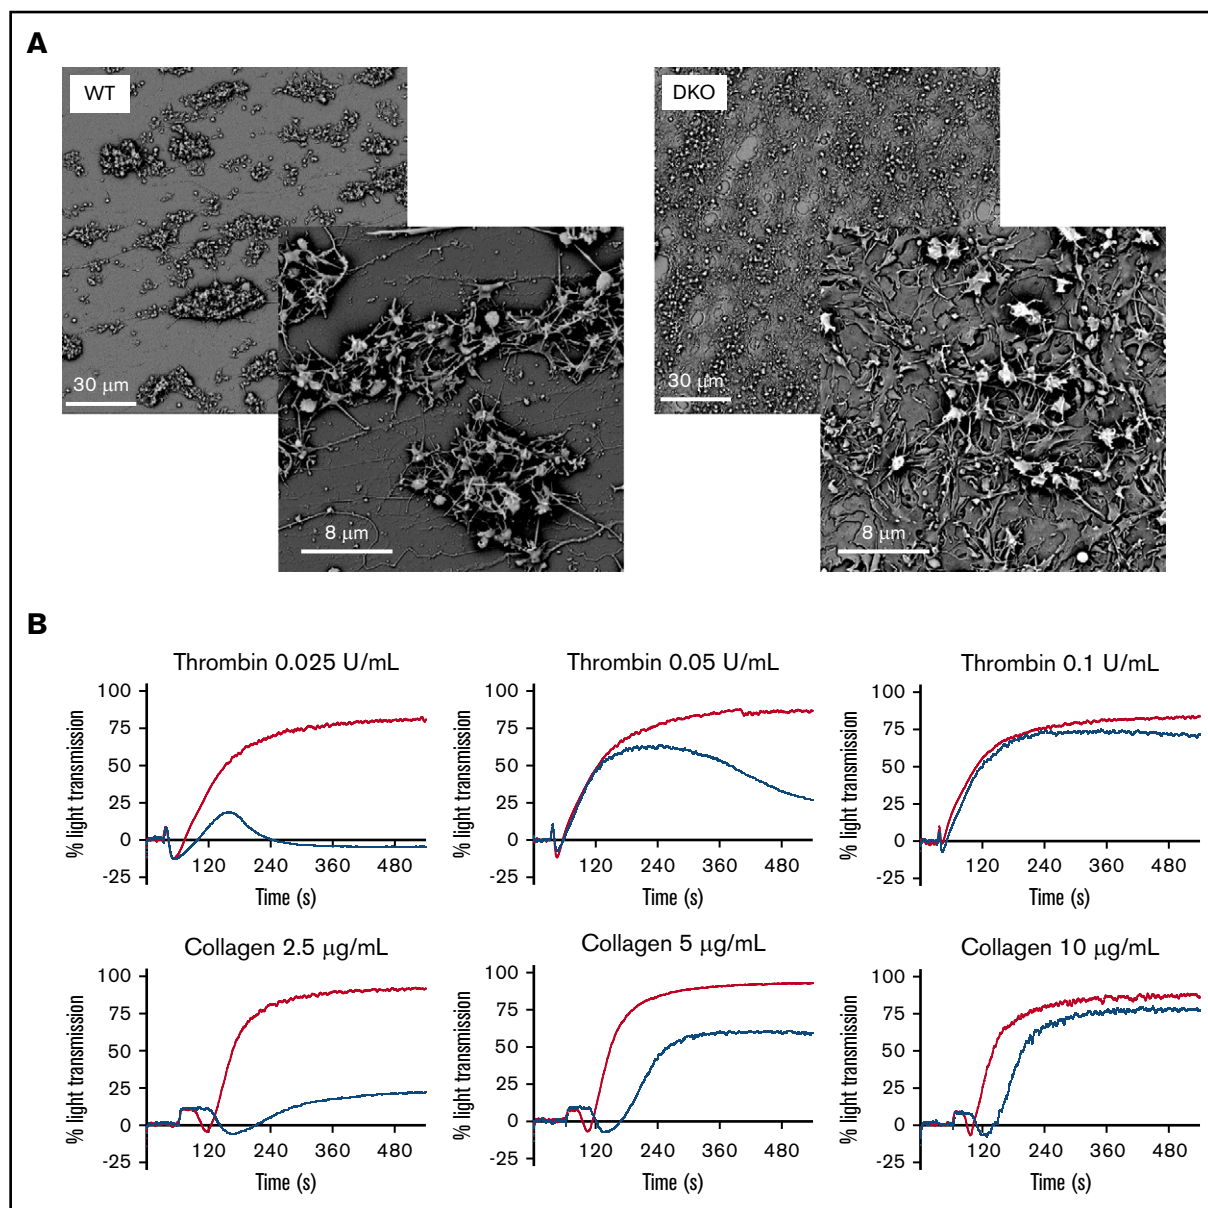 A
WT
DKO
30 μm
30 μm
8 μm
8 μm
B
Thrombin 0.025 U/mL
Thrombin 0.05 U/mL
Thrombin 0.1 U/mL
% light transmission
100
75
50
25
0
-25
120
240
360
480
Time (s)
% light transmission
100
75
50
25
0
-25
120
240
360
480
Time (s)
% light transmission
100
75
50
25
0
-25
120
240
360
480
Time (s)
Collagen 2.5 μg/mL
Collagen 5 μg/mL
Collagen 10 μg/mL
% light transmission
100
75
50
25
0
-25
120
240
360
480
Time (s)
% light transmission
100
75
50
25
0
-25
120
240
360
480
Time (s)
% light transmission
100
75
50
25
0
-25
120
240
360
480
Time (s)